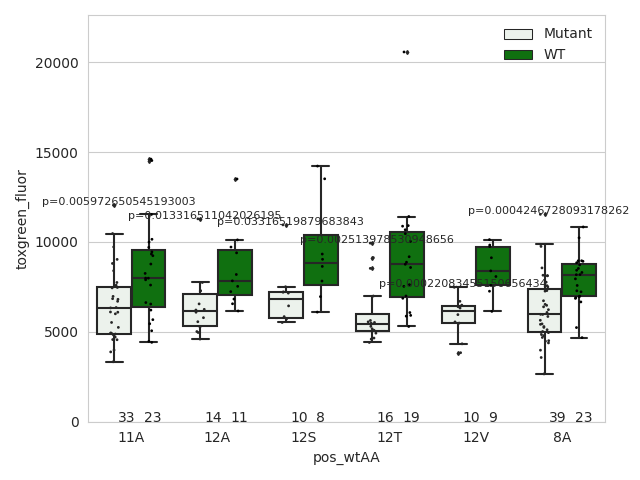 Mutant
WT
toxgreen_fluor
20000
15000
10000
5000
0
p=0.005972650545193003
p=0.013316511042026195
p=0.03316519879683843
p=0.0004246728093178262
33 23 14 11 10 8 16 19 10 9 39 23
11A 12A 12S 12T 12V 8A
pos_wtAA